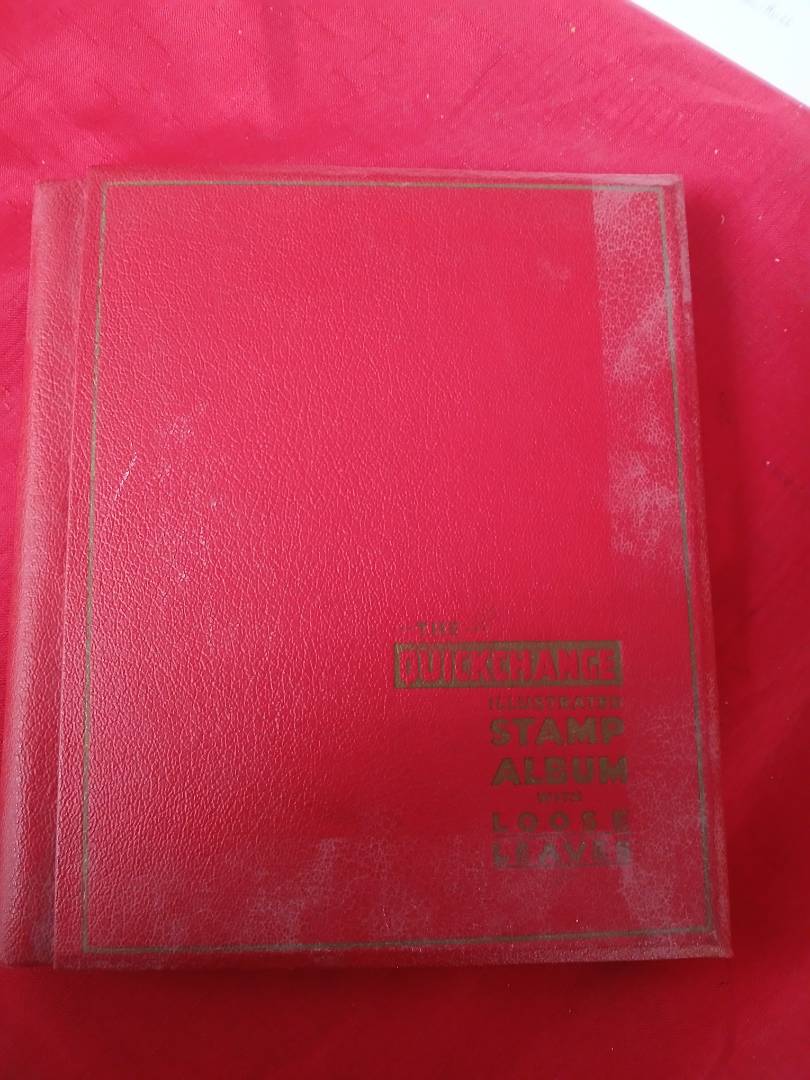 THE
QUICKCHANGE
ILLUSTRATED
STAMP
ALBUM
WITH
LOOSE
LEAVES